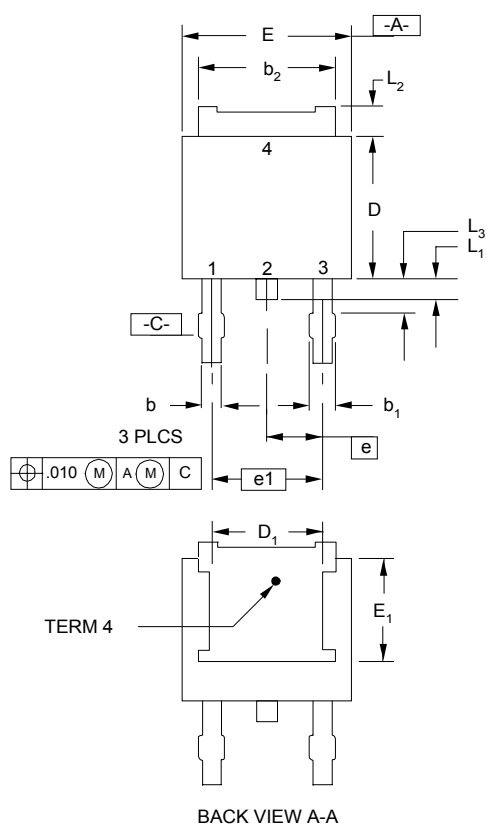 E
-A-
b2
L2
4
D
L3
L1
1 2 3
-C-
b
b1
3 PLCS
e
.010 M A M C
e1
D1
E1
TERM 4
BACK VIEW A-A